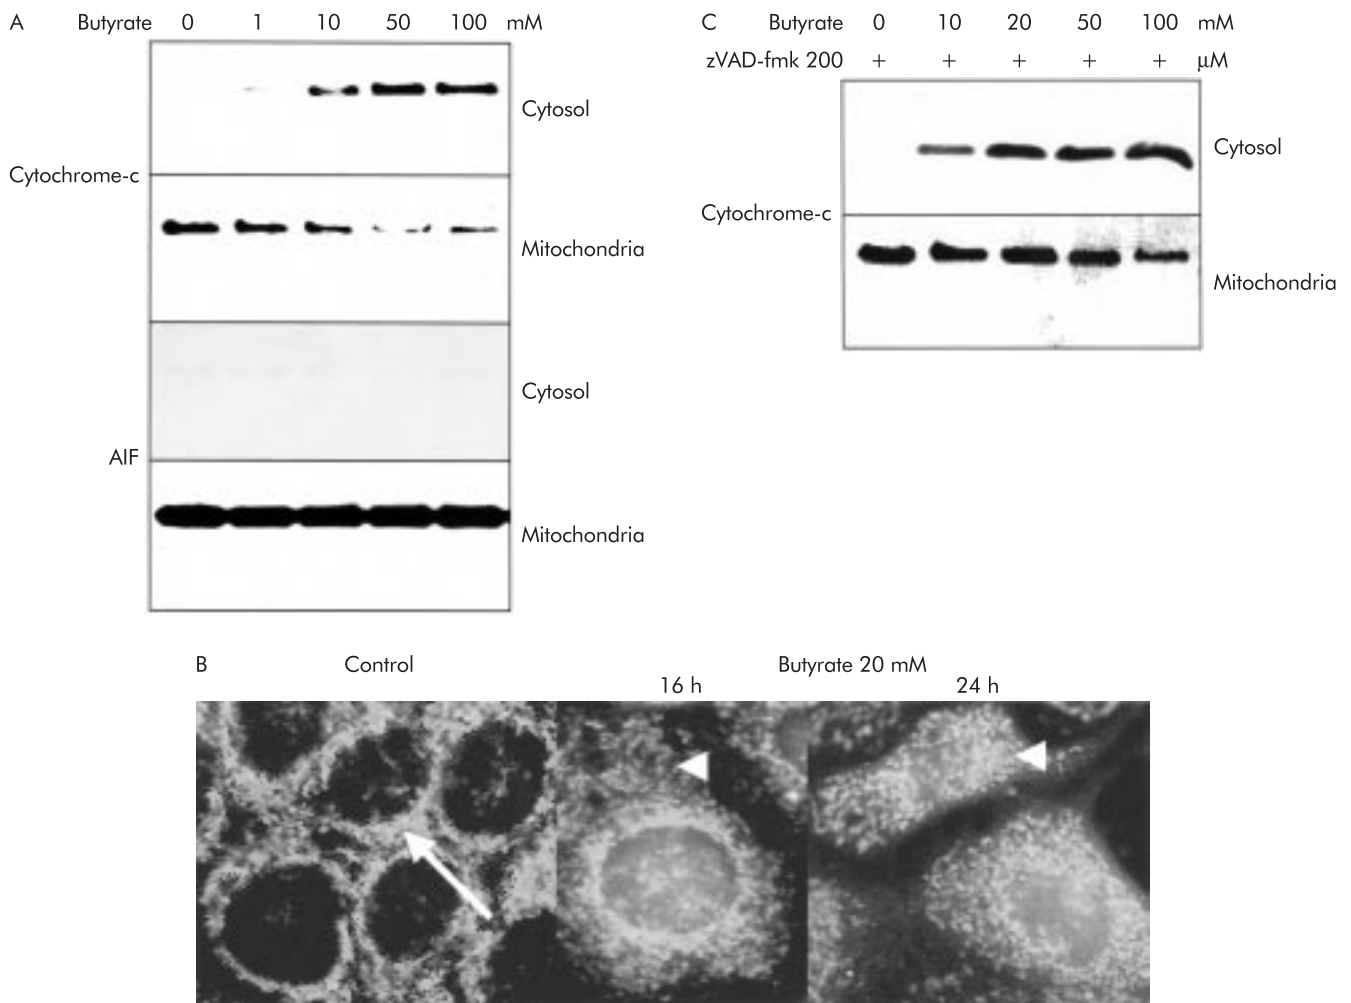 A Butyrate 0 1 10 50 100 mM
Cytosol
Cytochrome-c
Mitochondria
Cytosol
AIF
Mitochondria
C Butyrate 0 10 20 50 100 mM
zVAD-fmk 200 + + + + + μM
Cytosol
Cytochrome-c
Mitochondria
B Control Butyrate 20 mM
16 h 24 h